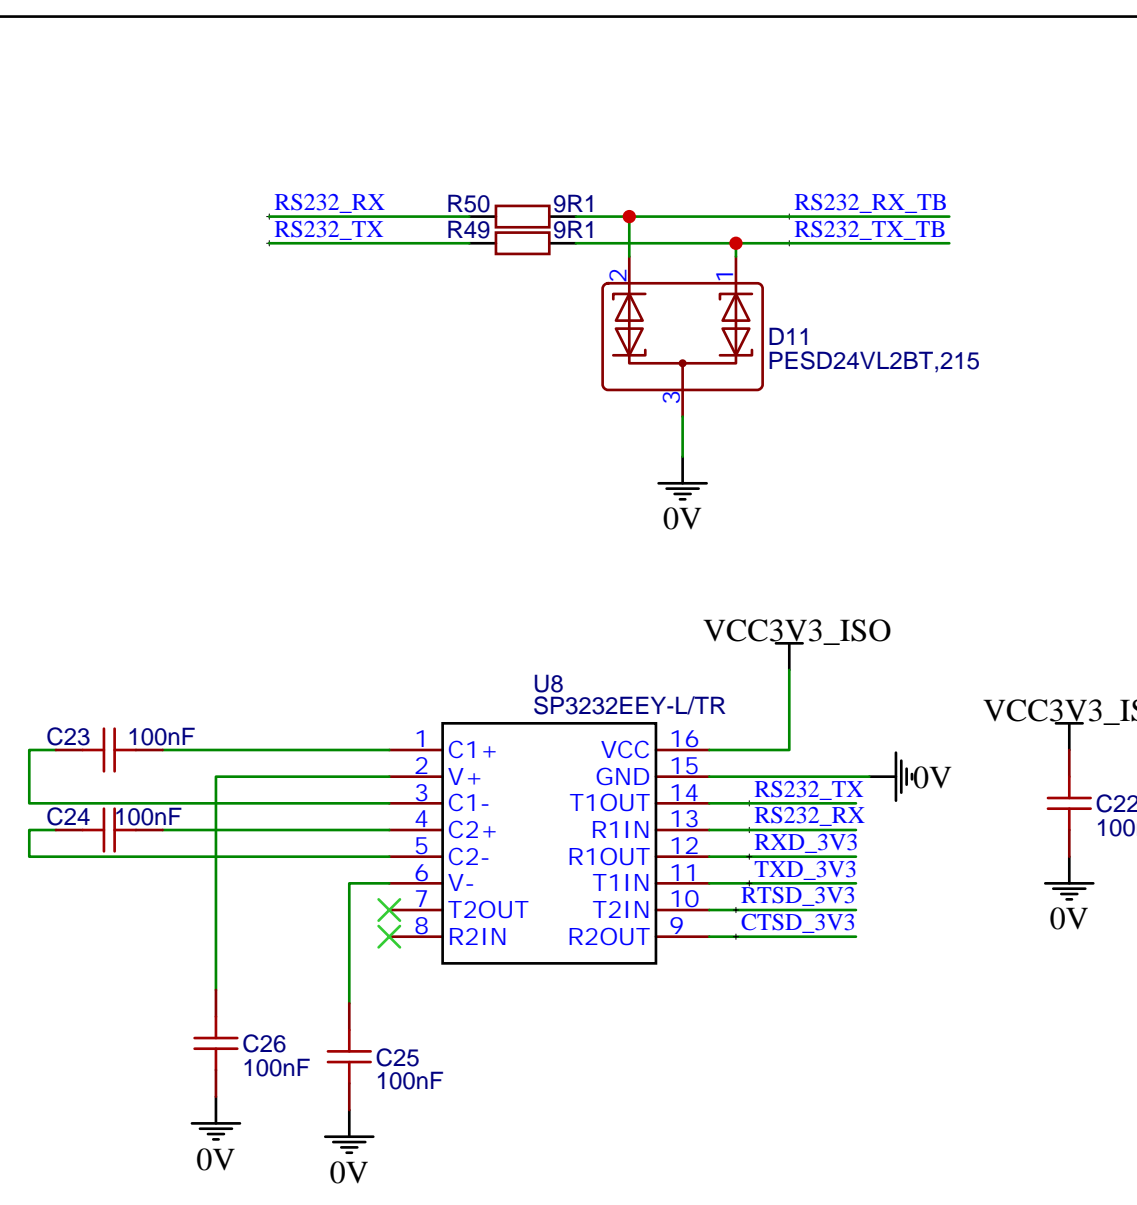 RS232_RX R50 9R1 RS232_RX_TB
RS232_TX R49 9R1 RS232_TX_TB
2 1
D11
PESD24VL2BT,215
3
0V
VCC3V3_ISO
U8
SP3232EEY-L/TR
VCC3V3_IS
C23 100nF
1 C1+ VCC 16
2 V+ GND 15 0V
3 C1- T1OUT 14 RS232_TX
C24 100nF
4 C2+ R1IN 13 RS232_RX
5 C2- R1OUT 12 RXD_3V3
6 V- T1IN 11 TXD_3V3
7 T2OUT T2IN 10 RTSD_3V3
8 R2IN R2OUT 9 CTSD_3V3
C22
100
0V
C26
100nF
0V
C25
100nF
0V